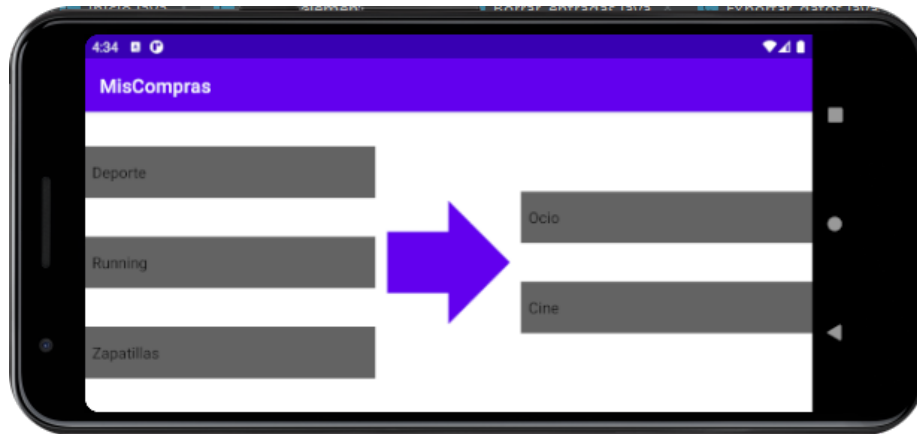 4:34
MisCompras
Deporte
Running
Zapatillas
Ocio
Cine